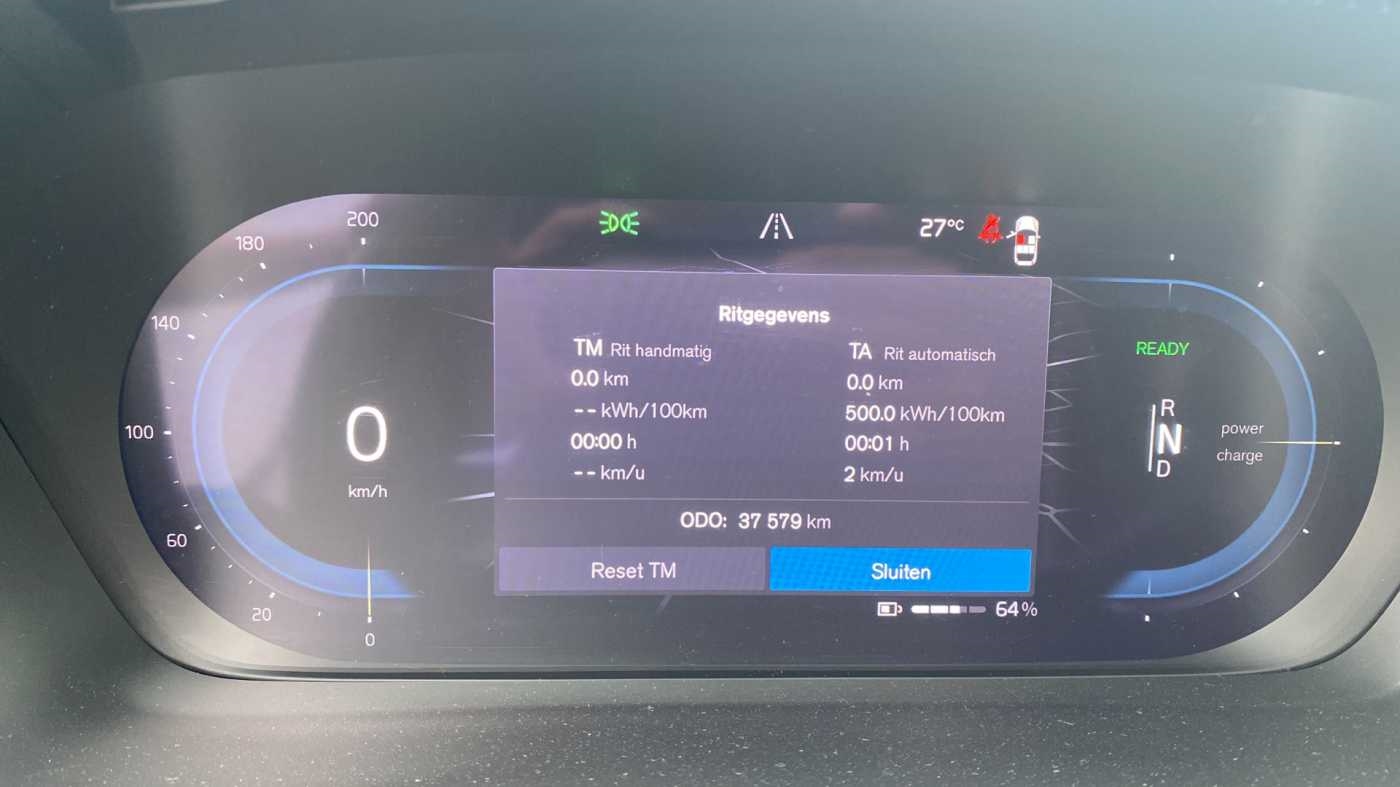 200
180
140
100
60
20
0
0
km/h
27°C
Ritgegevens
TM Rit handmatig
0.0 km
-- kWh/100km
00:00 h
-- km/u
TA Rit automatisch
0.0 km
500.0 kWh/100km
00:01 h
2 km/u
ODO: 37 579 km
Reset TM
Sluiten
64%
READY
R
N
D
power
charge